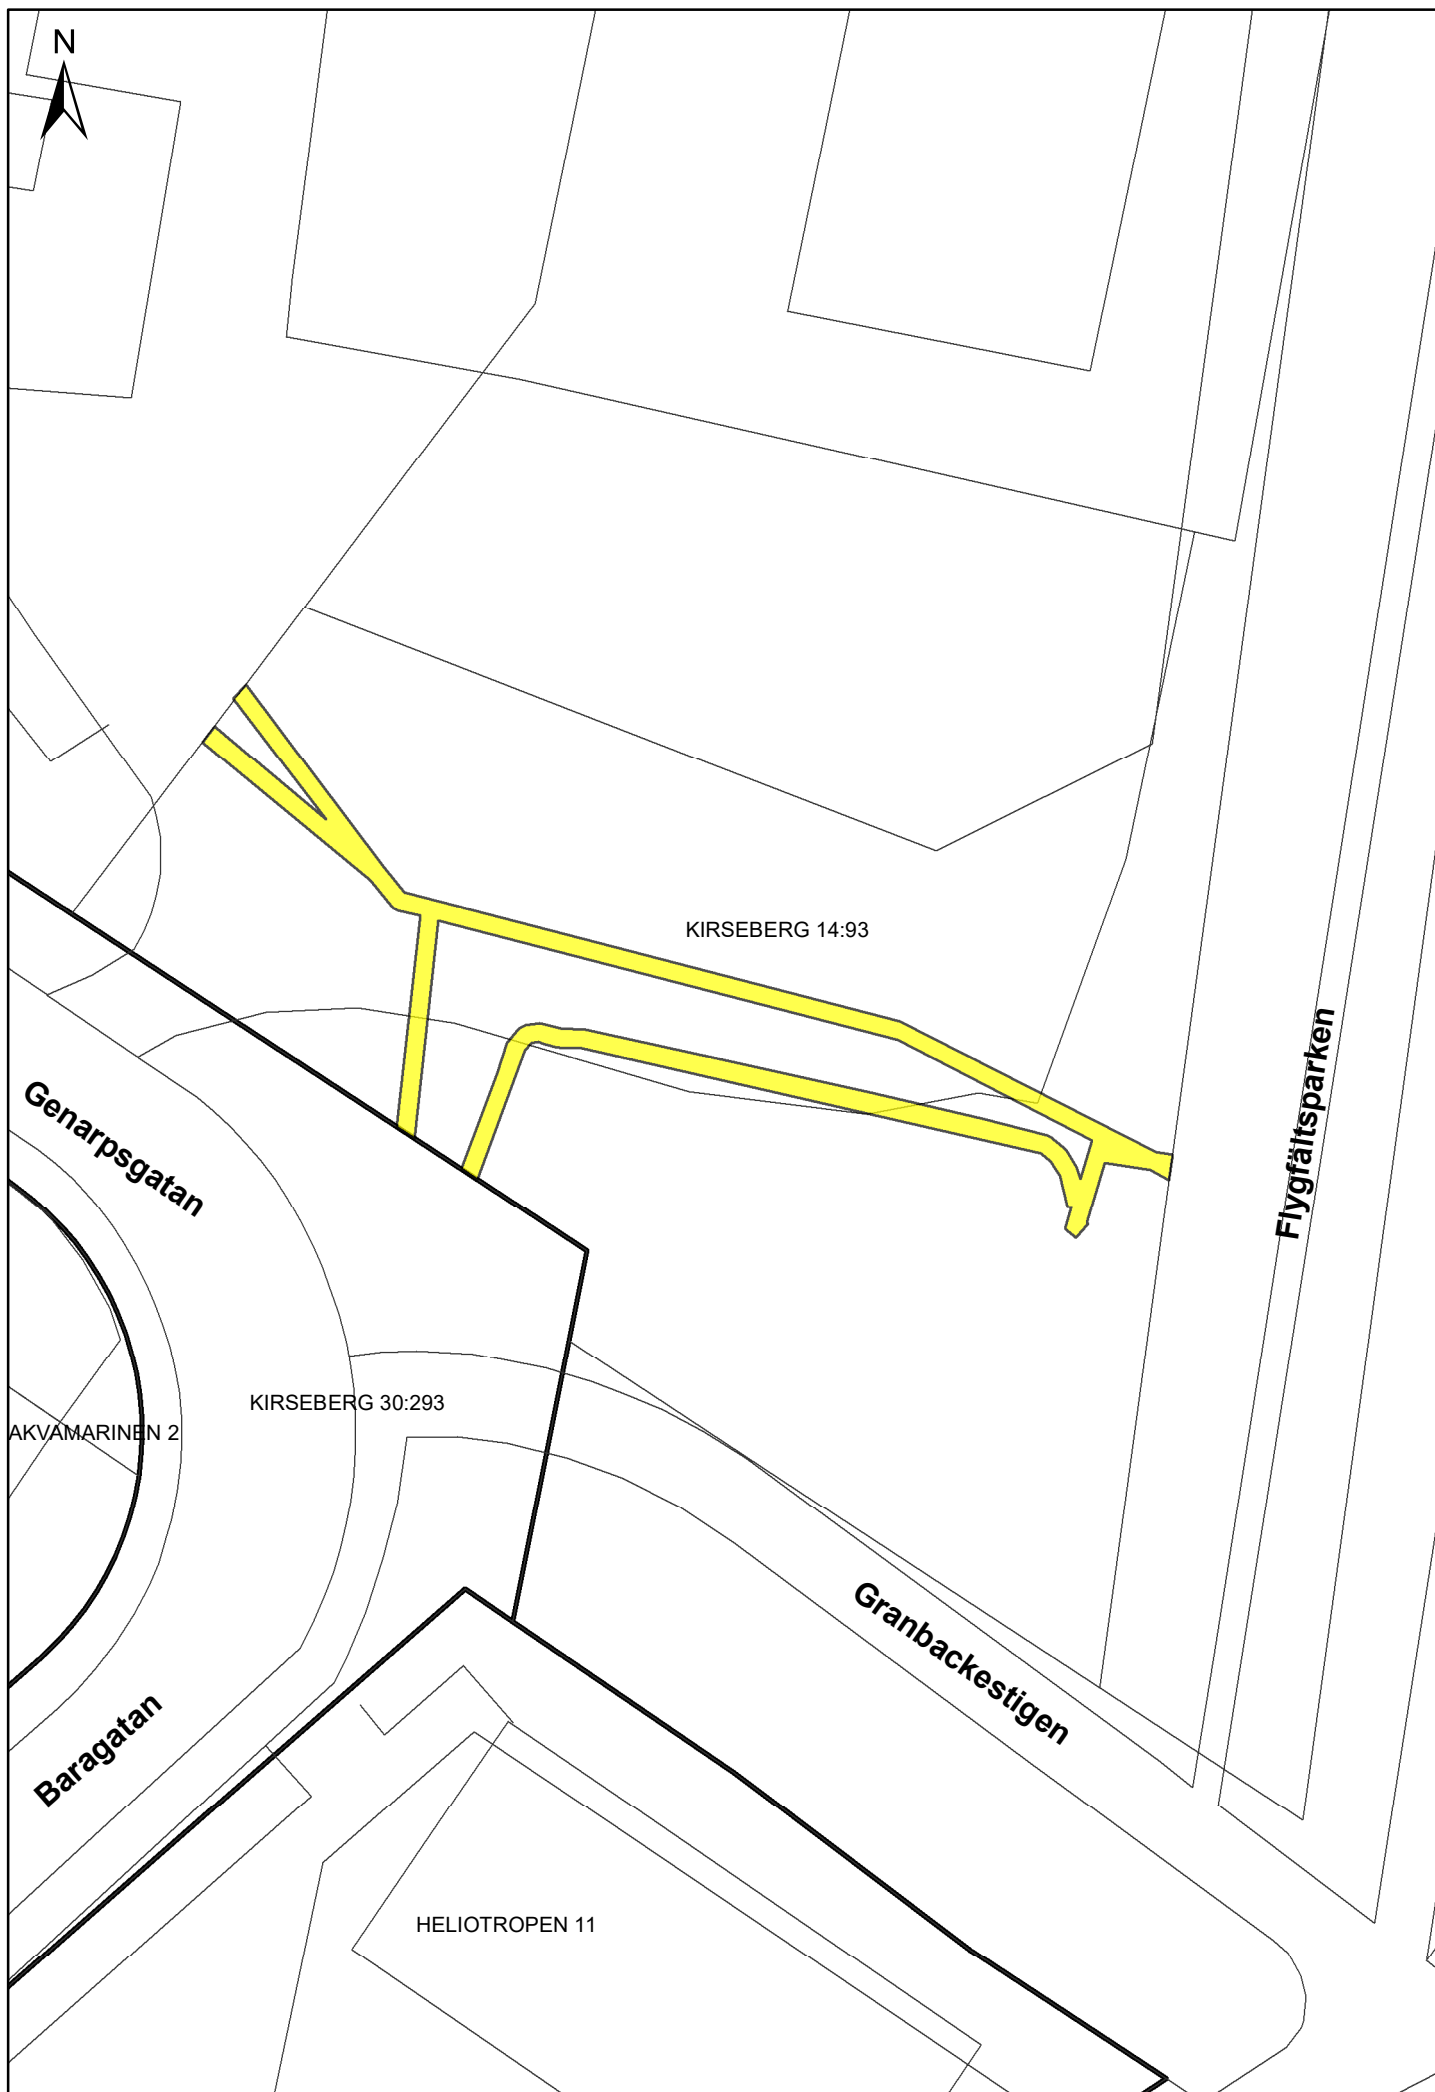 N
KIRSEBERG 14:93
Flygfältsparken
Genarpsgatan
KIRSEBERG 30:293
AKVAMARINEN 2
Granbackestigen
Baragatan
HELIOTROPEN 11